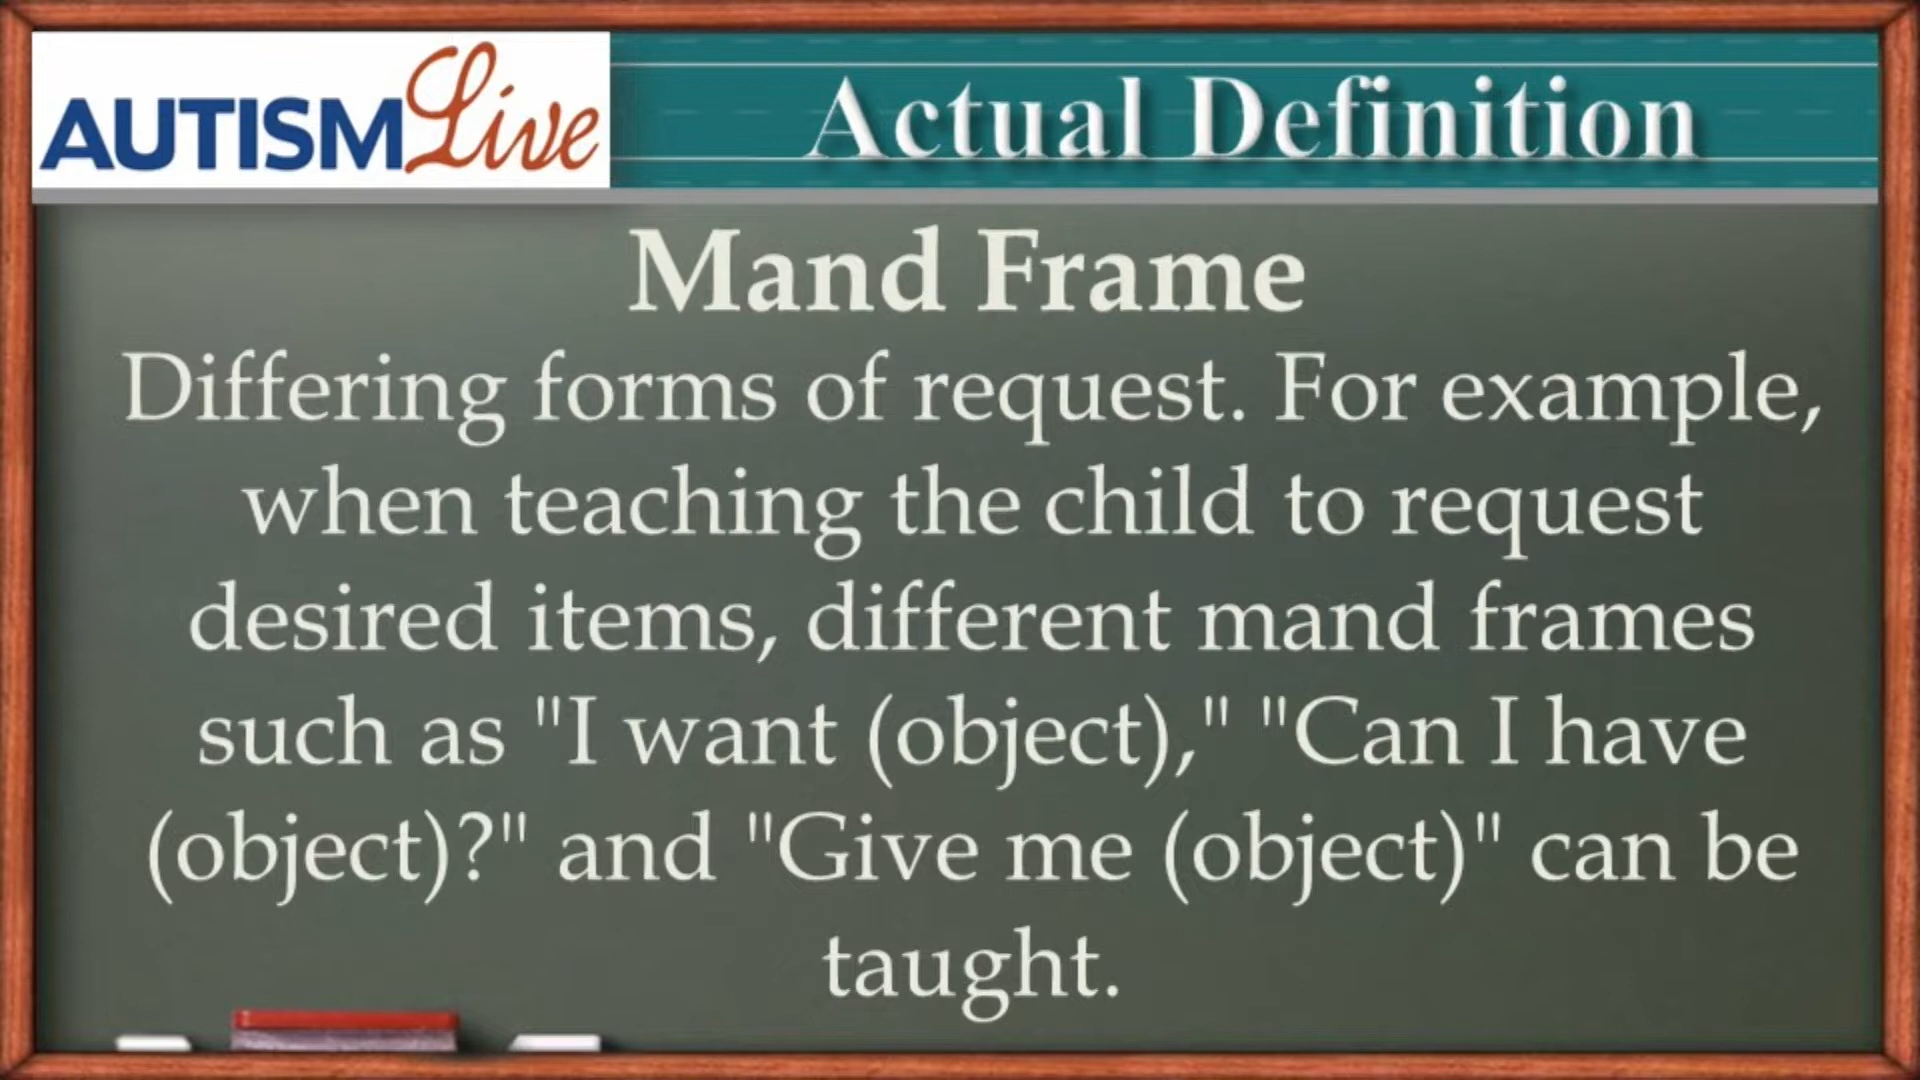 AUTISM Live
Actual Definition
Mand Frame
Differing forms of request. For example,
when teaching the child to request
desired items, different mand frames
such as "I want (object)," "Can I have
(object)?" and "Give me (object)" can be
taught.